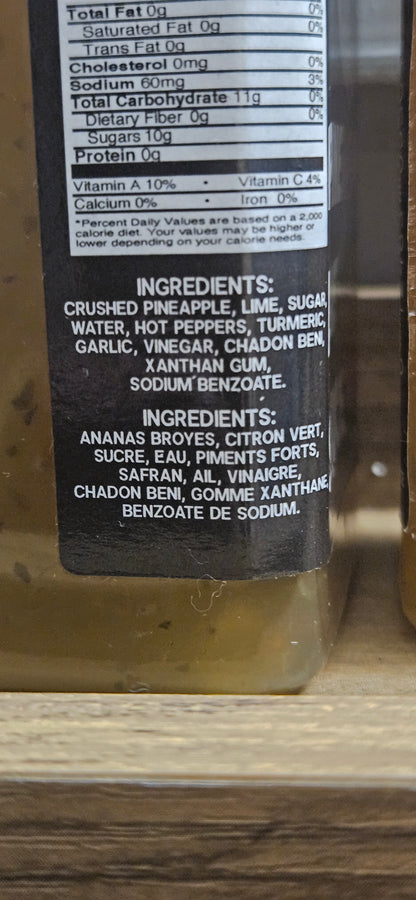 Total Fat 0g 0%
Saturated Fat 0g 0%
Trans Fat 0g
Cholesterol 0mg 0%
Sodium 60mg 3%
Total Carbohydrate 11g 0%
Dietary Fiber 0g 0%
Sugars 10g
Protein 0g
Vitamin A 10% • Vitamin C 4%
Calcium 0% • Iron 0%
*Percent Daily Values are based on a 2,000
calorie diet. Your values may be higher or
lower depending on your calorie needs.
INGREDIENTS:
CRUSHED PINEAPPLE, LIME, SUGAR,
WATER, HOT PEPPERS, TURMERIC,
GARLIC, VINEGAR, CHADON BENI,
XANTHAN GUM,
SODIUM BENZOATE.
INGREDIENTS:
ANANAS BROYES, CITRON VERT,
SUCRE, EAU, PIMENTS FORTS,
SAFRAN, AIL, VINAIGRE,
CHADON BENI, GOMME XANTHANE,
BENZOATE DE SODIUM.